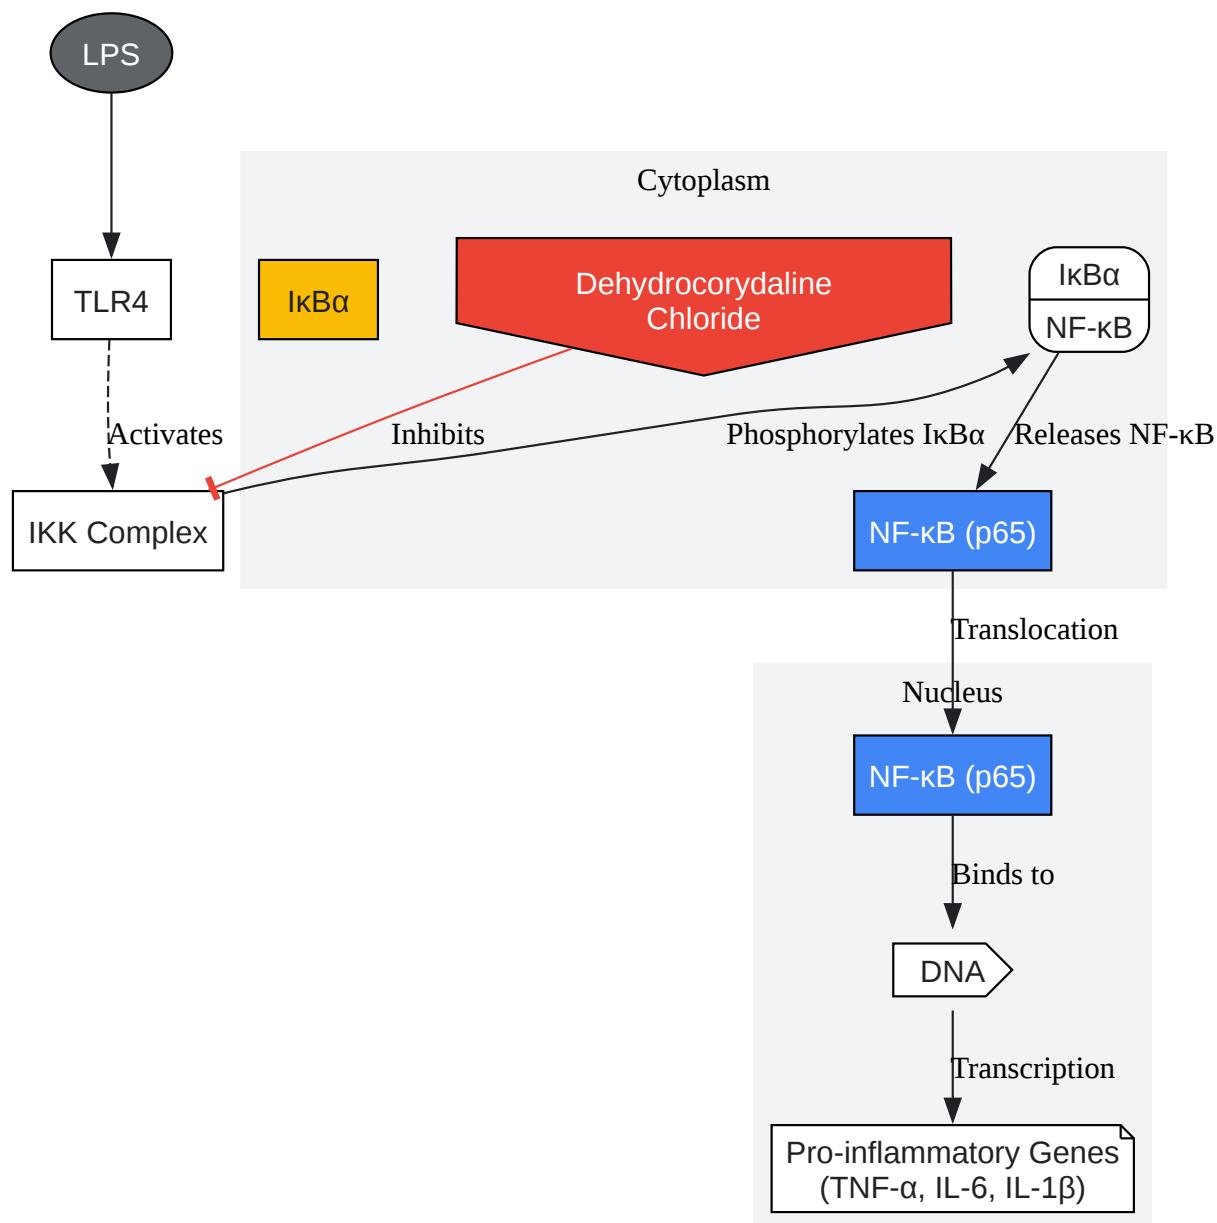 LPS
Cytoplasm
TLR4
IκBα
Dehydrocorydaline
Chloride
IκBα
NF-κB
Activates
Inhibits
Phosphorylates IκBα
Releases NF-κB
IKK Complex
NF-κB (p65)
Translocation
Nucleus
NF-κB (p65)
Binds to
DNA
Transcription
Pro-inflammatory Genes
(TNF-α, IL-6, IL-1β)